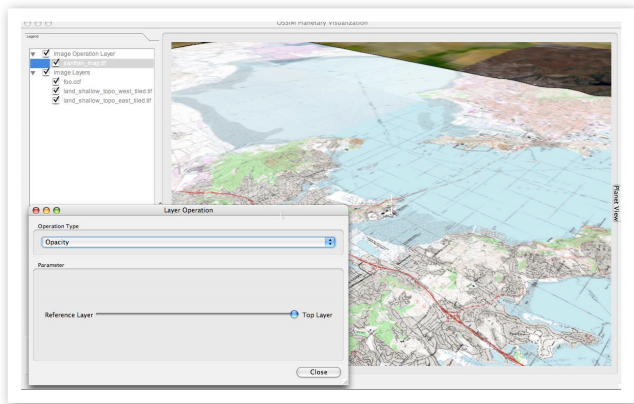 OSSIM Planetary Visualization
Legend
Image Operation Layer
Image Layers
foo.ccf
land_shallow_topo_west_tiled.tif
land_shallow_topo_east_tiled.tif
Planet View
Layer Operation
Operation Type
Opacity
Parameter
Reference Layer
Top Layer
Close